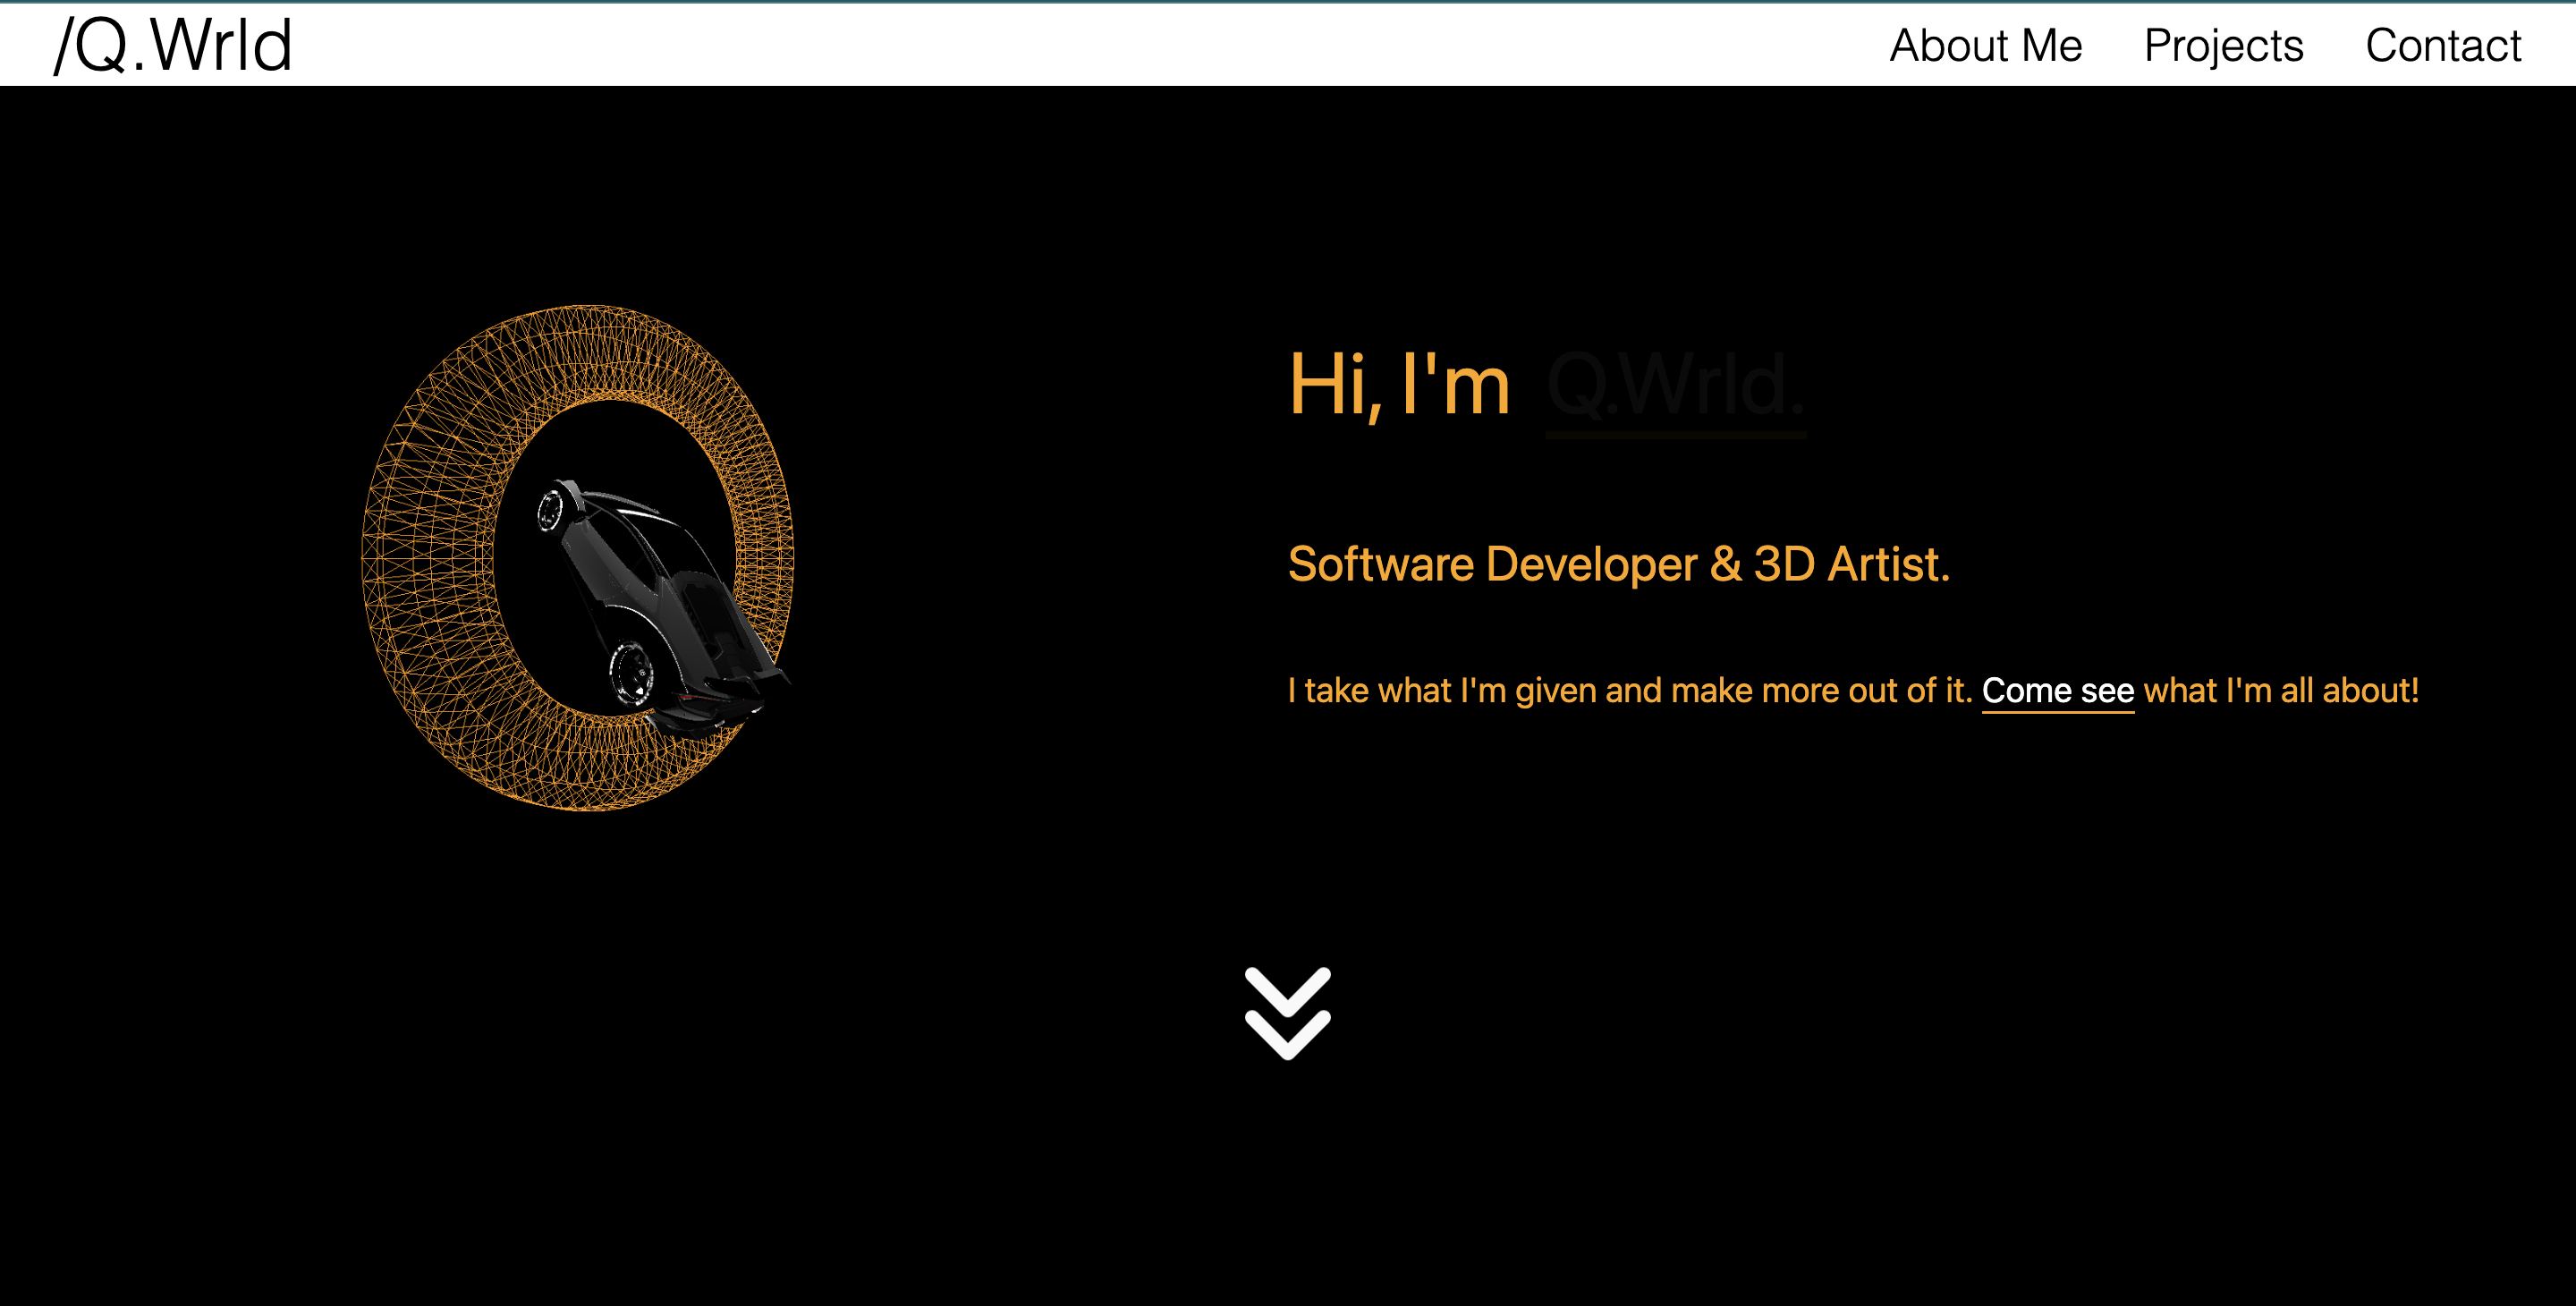 /Q.Wrld
About Me Projects Contact
Hi, I'm Q.Wrld.
Software Developer & 3D Artist.
I take what I'm given and make more out of it. Come see what I'm all about!